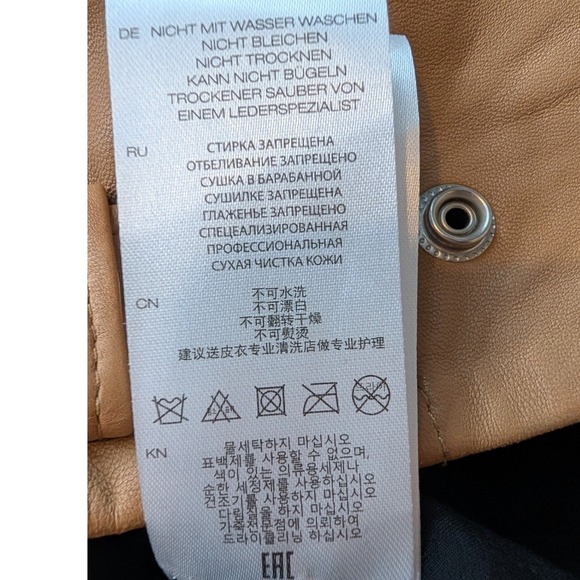 DE NICHT MIT WASSER WASCHEN
NICHT BLEICHEN
NICHT TROCKNEN
KANN NICHT BÜGELN
TROCKENER SAUBER VON
EINEM LEDERSPEZIALIST
RU СТИРКА ЗАПРЕЩЕНА
ОТБЕЛИВАНИЕ ЗАПРЕЩЕНО
СУШКА В БАРАБАННОЙ
СУШИЛКЕ ЗАПРЕЩЕНО
ГЛАЖЕНЬЕ ЗАПРЕЩЕНО
СПЕЦЕАЛИЗИРОВАННАЯ
ПРОФЕССИОНАЛЬНАЯ
СУХАЯ ЧИСТКА КОЖИ
CN 不可水洗
不可漂白
不可翻转干燥
不可熨烫
建议送皮衣专业清洗店做专业护理
드라이
KN 물세탁하지 마십시오
표백제를 사용할 수 없으며,
색이 있는 의류용세제나
순한 세정제를 사용하십시오
건조기를 사용하지 마십시오
다림질을 하지 마십시오
가죽전문점에 의뢰하여
드라이클리닝 하십시오
EAC